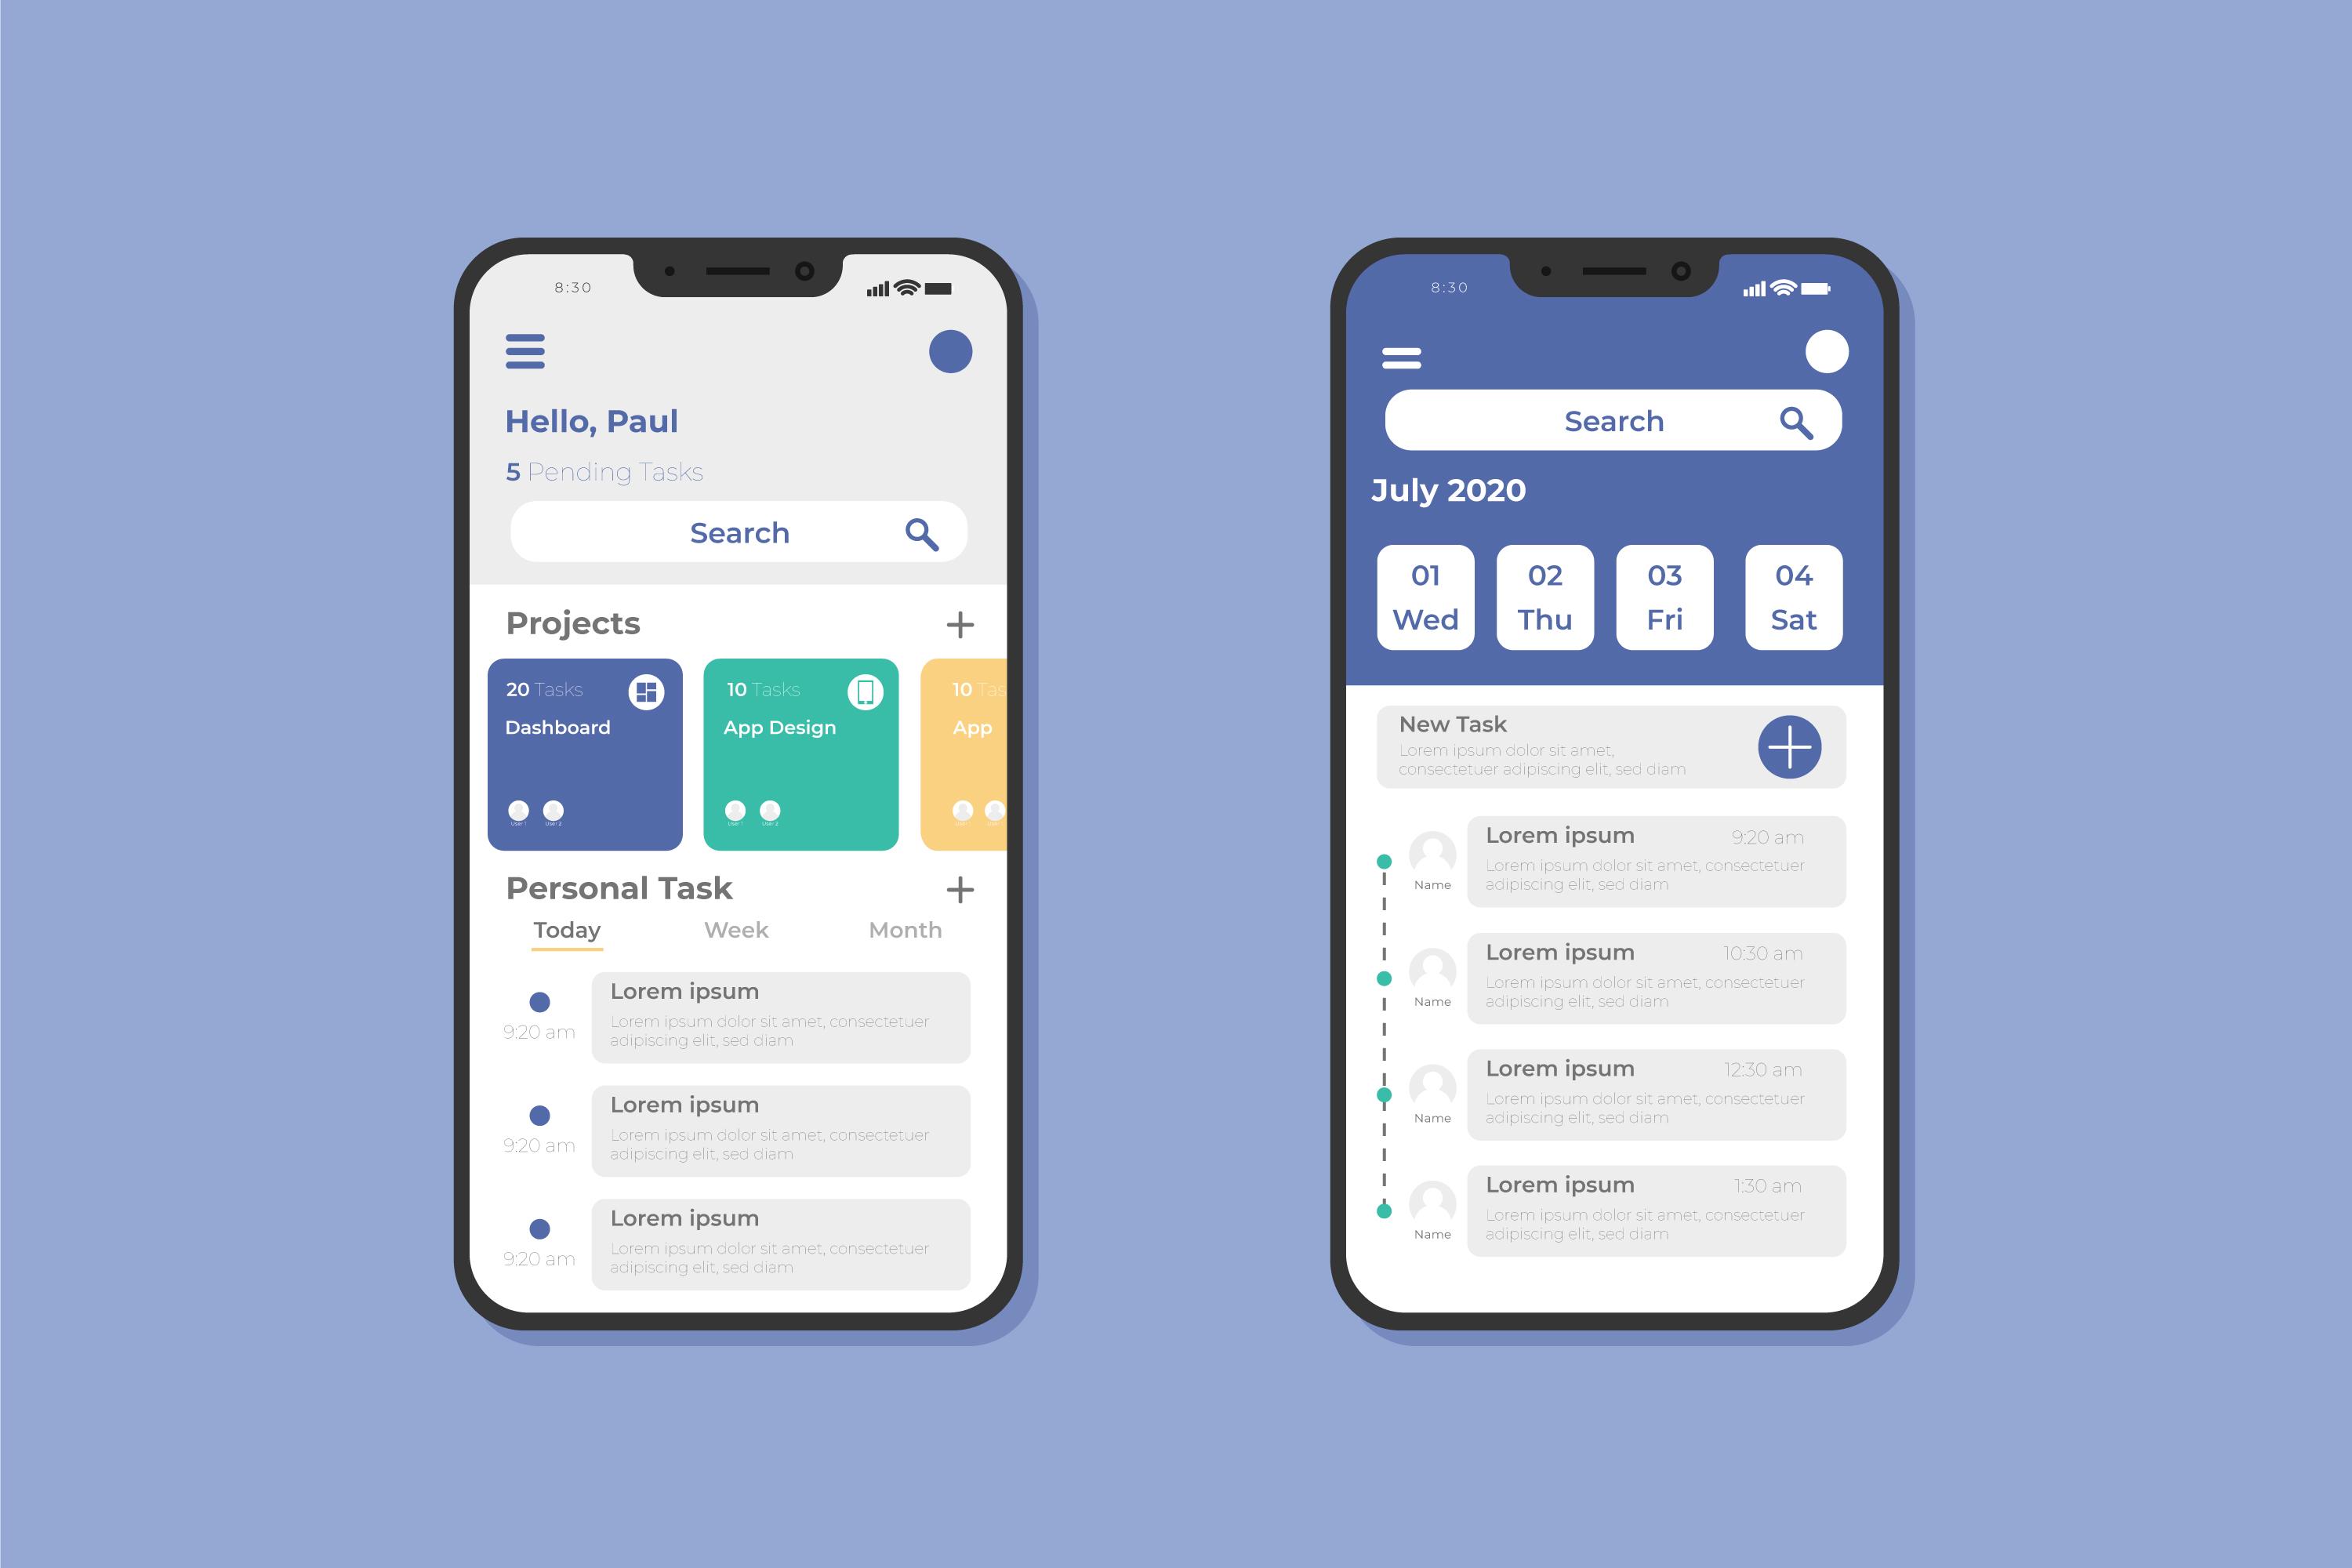 8:30
Hello, Paul
5 Pending Tasks
Search
Projects
20 Tasks
Dashboard
User 1 User 2
10 Tasks
App Design
User 1 User 2
10 Tas
App
Personal Task
Today Week Month
9:20 am
Lorem ipsum
Lorem ipsum dolor sit amet, consectetuer
adipiscing elit, sed diam
9:20 am
Lorem ipsum
Lorem ipsum dolor sit amet, consectetuer
adipiscing elit, sed diam
9:20 am
Lorem ipsum
Lorem ipsum dolor sit amet, consectetuer
adipiscing elit, sed diam
8:30
Search
July 2020
01 02 03 04
Wed Thu Fri Sat
New Task
Lorem ipsum dolor sit amet,
consectetuer adipiscing elit, sed diam
Name
Lorem ipsum 9:20 am
Lorem ipsum dolor sit amet, consectetuer
adipiscing elit, sed diam
Name
Lorem ipsum 10:30 am
Lorem ipsum dolor sit amet, consectetuer
adipiscing elit, sed diam
Name
Lorem ipsum 12:30 am
Lorem ipsum dolor sit amet, consectetuer
adipiscing elit, sed diam
Name
Lorem ipsum 1:30 am
Lorem ipsum dolor sit amet, consectetuer
adipiscing elit, sed diam